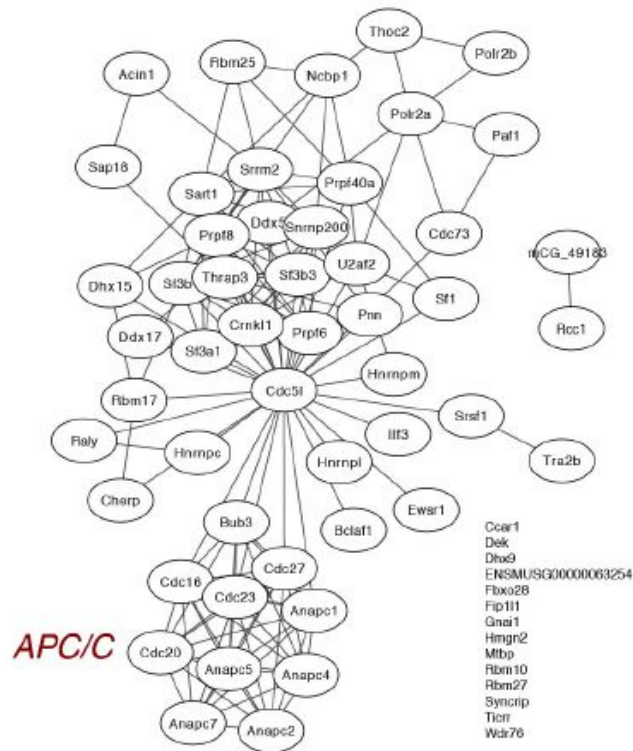 Thoc2
Polr2b
Rbm25
Ncbp1
Acin1
Polr2a
Paf1
Sap18
Srrm2
Prpf40a
Sart1
Ddx5
Snrnp200
Cdc73
Prpf8
U2af2
mCG_49183
Dhx15
Sf3b
Thrap3
Sf3b3
Sf1
Pnn
Rcc1
Ddx17
Crnkl1
Prpf6
Sf3a1
Hnrnpm
Cdc5l
Rbm17
Srsf1
Raly
Hnrnpc
Ilf3
Hnrnpl
Tra2b
Cherp
Ewsr1
Bub3
Bclaf1
Ccar1
Dek
Dhx9
ENSMUSG00000063254
Fbxo28
Fip1l1
Gnai1
Hmgn2
Mtbp
Rbm10
Rbm27
Syncrip
Ticrr
Wdr76
Cdc27
Cdc16
Cdc23
Anapc1
APC/C
Cdc20
Anapc5
Anapc4
Anapc7
Anapc2